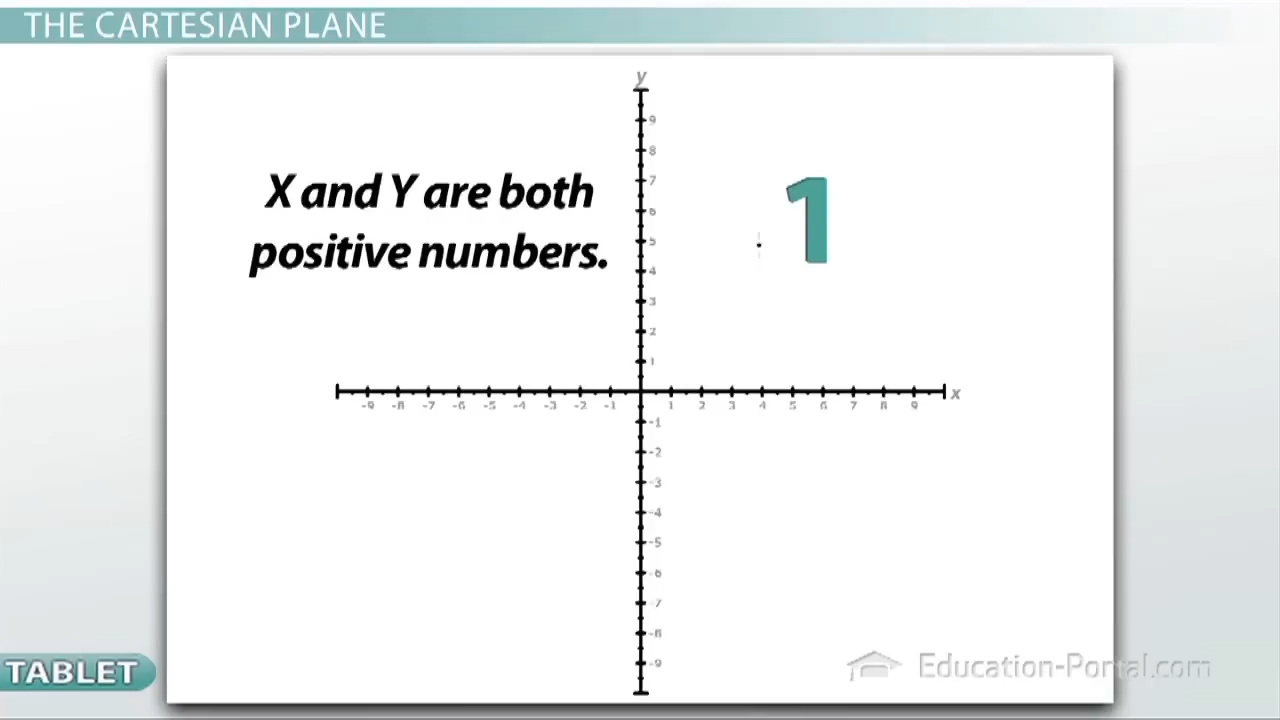 THE CARTESIAN PLANE
y
X and Y are both
positive numbers.
1
9
8
7
6
5
4
3
2
1
-9 -8 -7 -6 -5 -4 -3 -2 -1 1 2 3 4 5 6 7 8 9 x
-1
-2
-3
-4
-5
-6
-7
-8
-9
TABLET
Education-Portal.com